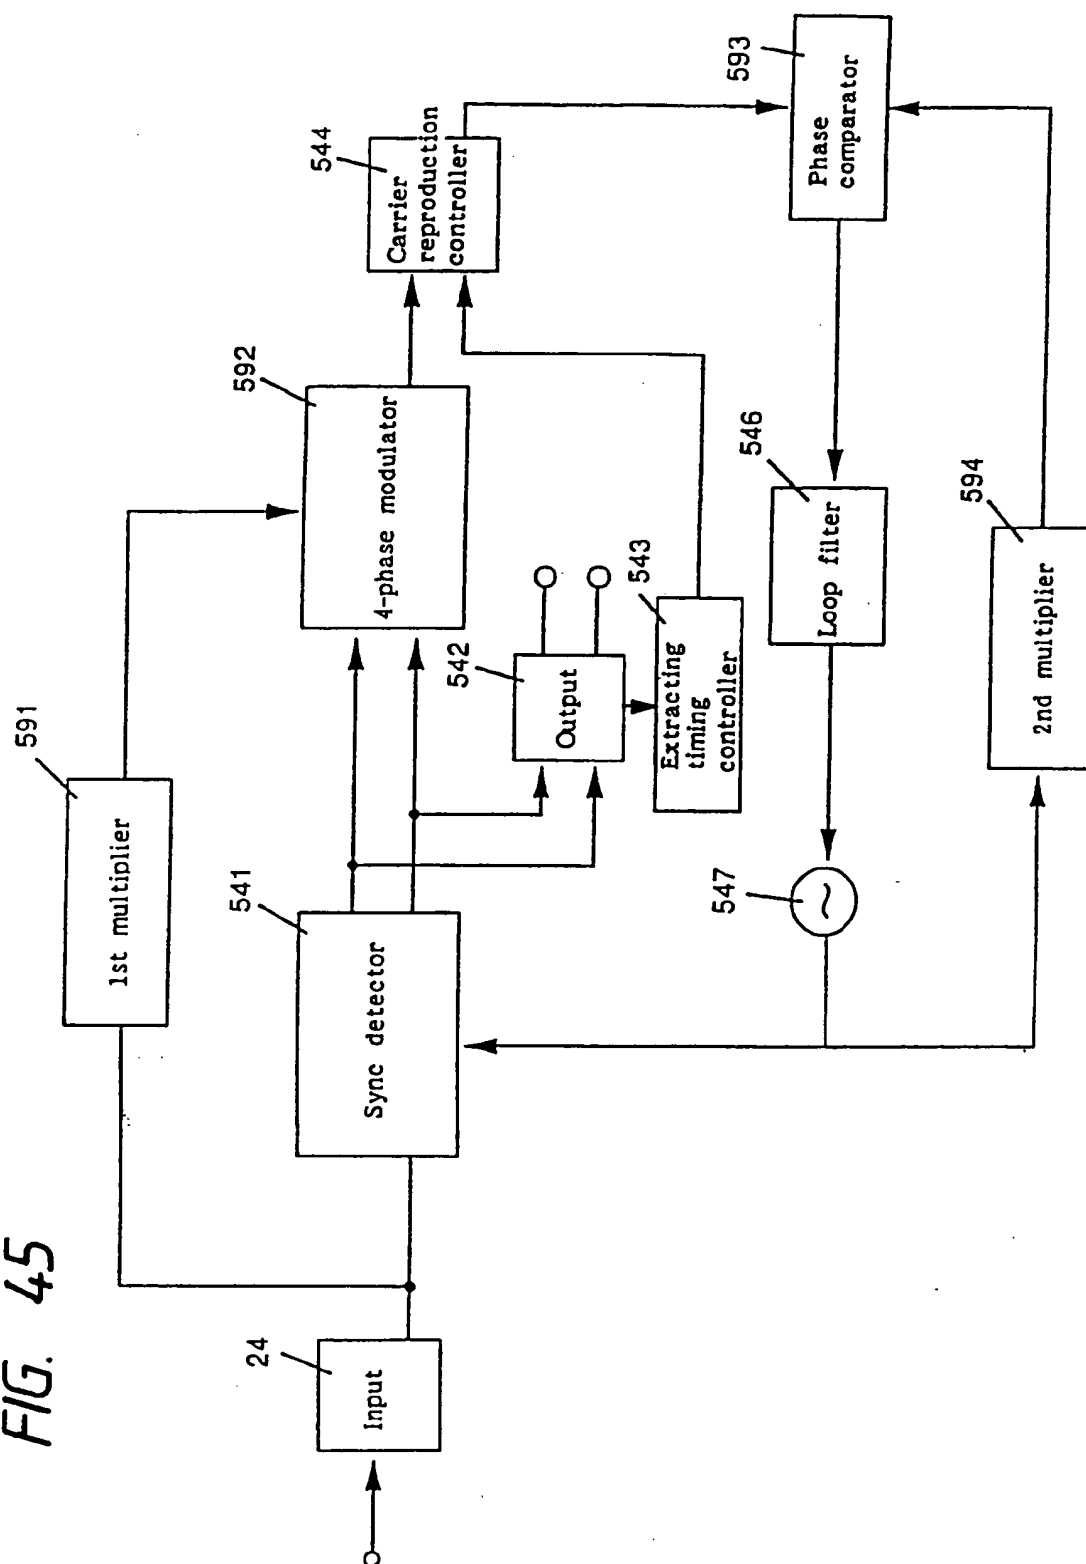 FIG. 45
24
Input
591
1st multiplier
541
Sync detector
592
4-phase modulator
542
Output
543
Extracting
timing
controller
544
Carrier
reproduction
controller
593
Phase
comparator
546
Loop filter
547
~
594
2nd multiplier